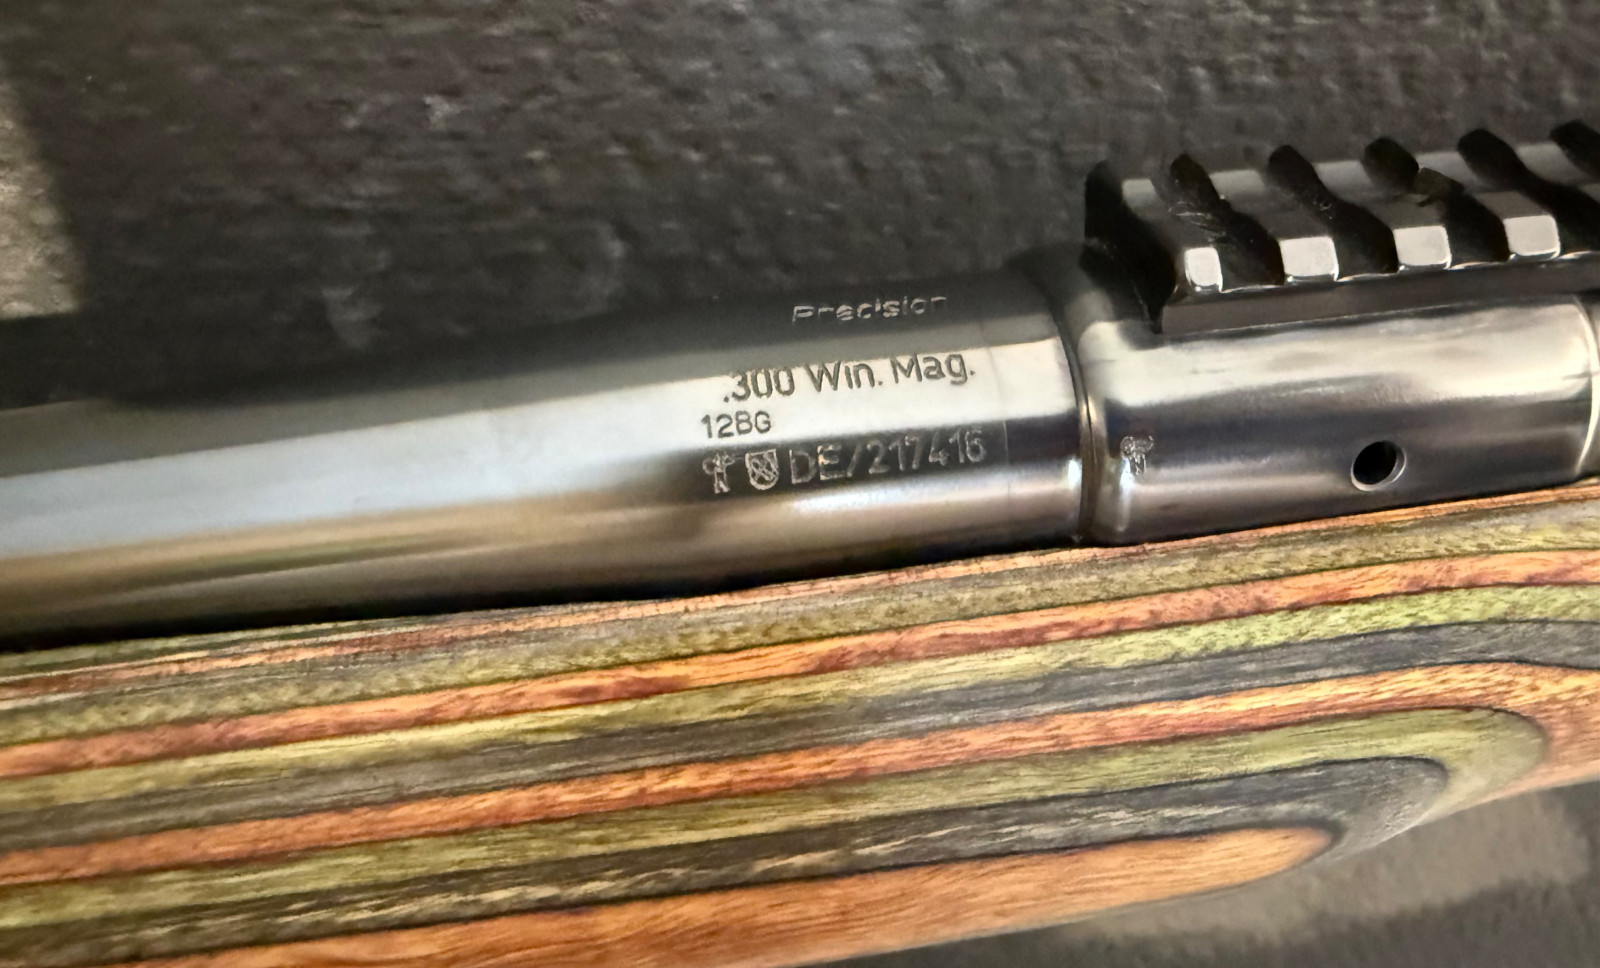 Precision
.300 Win. Mag.
12BG
DE/217416